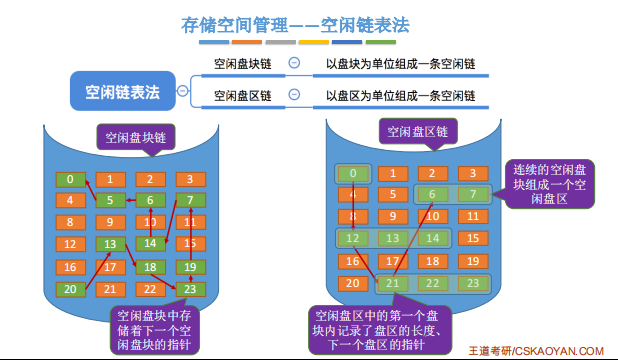 存储空间管理——空闲链表法
空闲盘块链
以盘块为单位组成一条空闲链
空闲链表法
空闲盘区链
以盘区为单位组成一条空闲链
空闲盘块链
0 1 2 3
4 5 6 7
8 9 10 11
12 13 14 15
16 17 18 19
20 21 22 23
空闲盘块中存
储着下一个空
闲盘块的指针
空闲盘区链
0 1 2 3
4 5 6 7
8 9 10 11
12 13 14 15
16 17 18 19
20 21 22 23
连续的空闲盘
块组成一个空
闲盘区
空闲盘区中的第一个盘
块内记录了盘区的长度、
下一个盘区的指针
王道考研/CSKAOYAN.COM